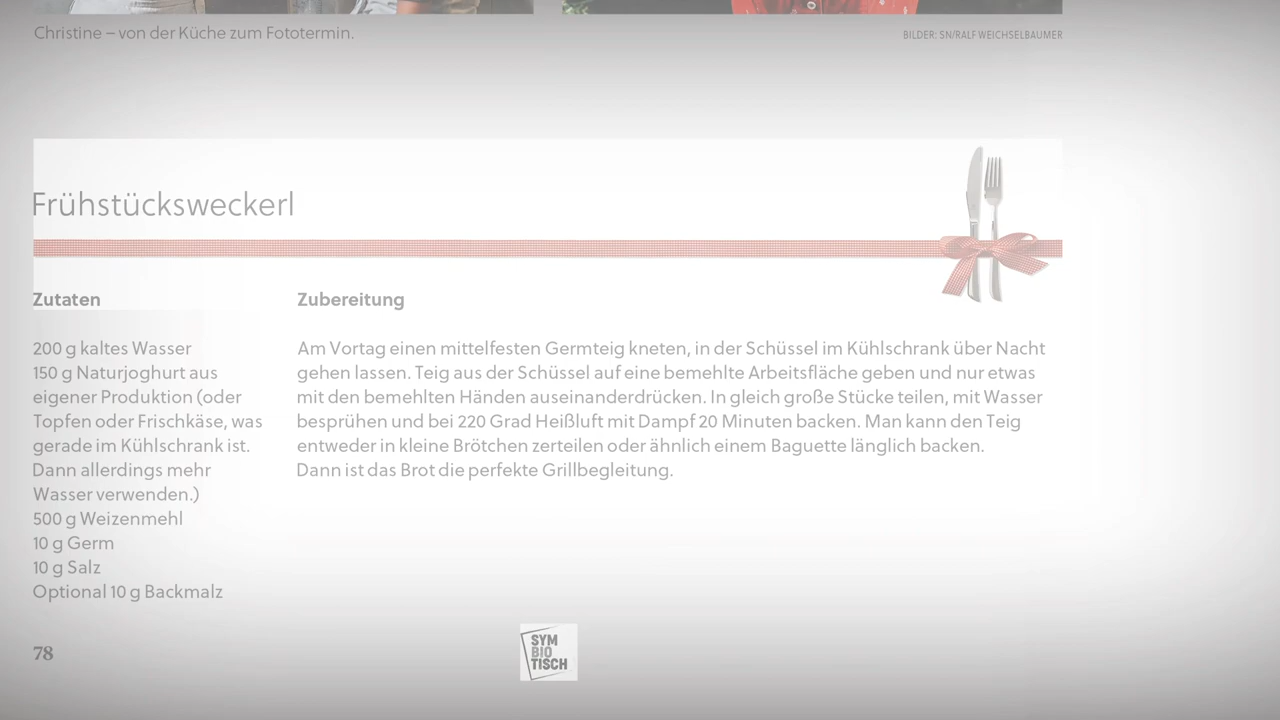 Christine – von der Küche zum Fototermin.
BILDER: SN/RALF WEICHSELBAUMER
Frühstücksweckerl
Zutaten
200 g kaltes Wasser
150 g Naturjoghurt aus
eigener Produktion (oder
Topfen oder Frischkäse, was
gerade im Kühlschrank ist.
Dann allerdings mehr
Wasser verwenden.)
500 g Weizenmehl
10 g Germ
10 g Salz
Optional 10 g Backmalz
Zubereitung
Am Vortag einen mittelfesten Germteig kneten, in der Schüssel im Kühlschrank über Nacht
gehen lassen. Teig aus der Schüssel auf eine bemehlte Arbeitsfläche geben und nur etwas
mit den bemehlten Händen auseinanderdrücken. In gleich große Stücke teilen, mit Wasser
besprühen und bei 220 Grad Heißluft mit Dampf 20 Minuten backen. Man kann den Teig
entweder in kleine Brötchen zerteilen oder ähnlich einem Baguette länglich backen.
Dann ist das Brot die perfekte Grillbegleitung.
78
SYM
BIO
TISCH